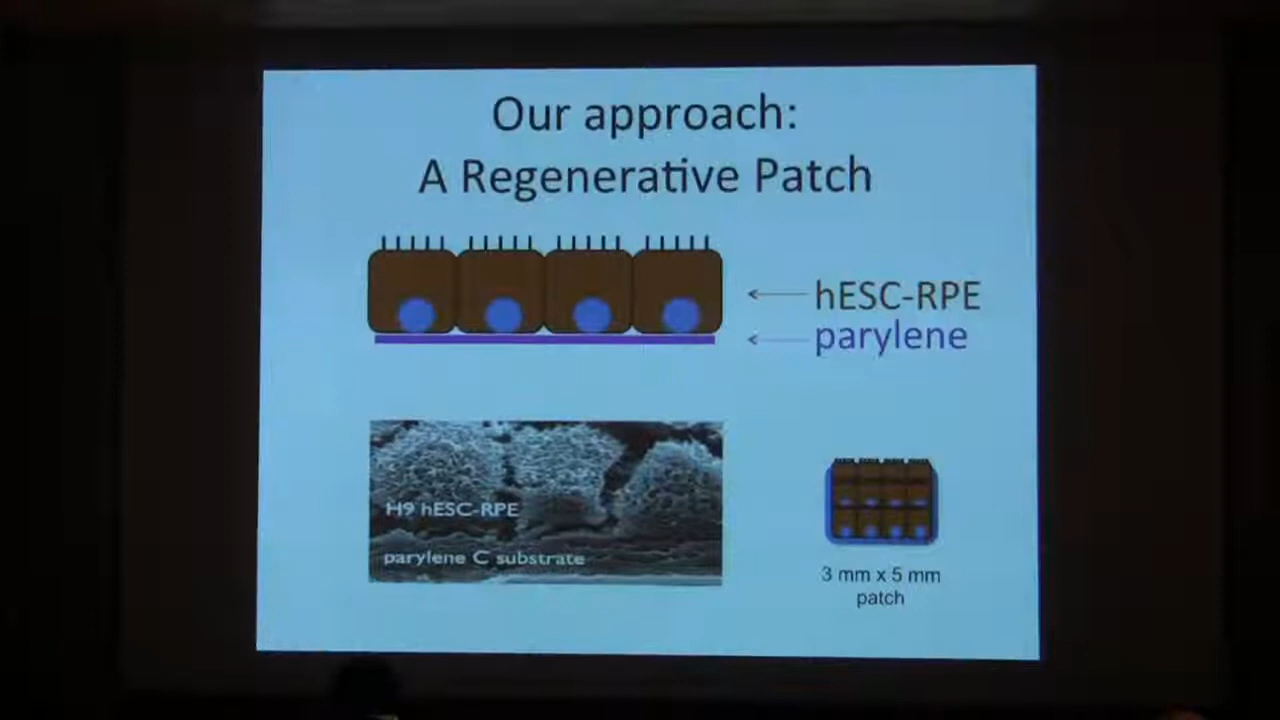 Our approach:
A Regenerative Patch
hESC-RPE
parylene
H9 hESC-RPE
parylene C substrate
3 mm x 5 mm
patch